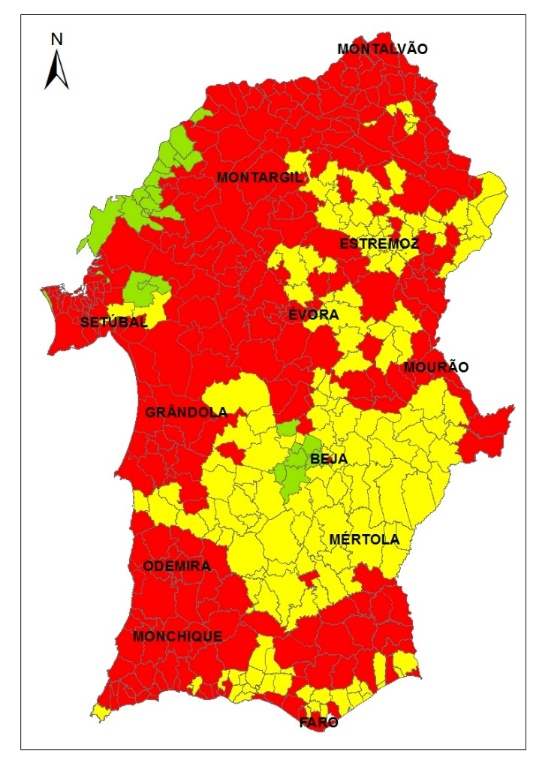 N
MONTALVÃO
MONTARGIL
ESTREMOZ
SETÚBAL
ÉVORA
MOURÃO
GRÂNDOLA
BEJA
MÉRTOLA
ODEMIRA
MONCHIQUE
FARO